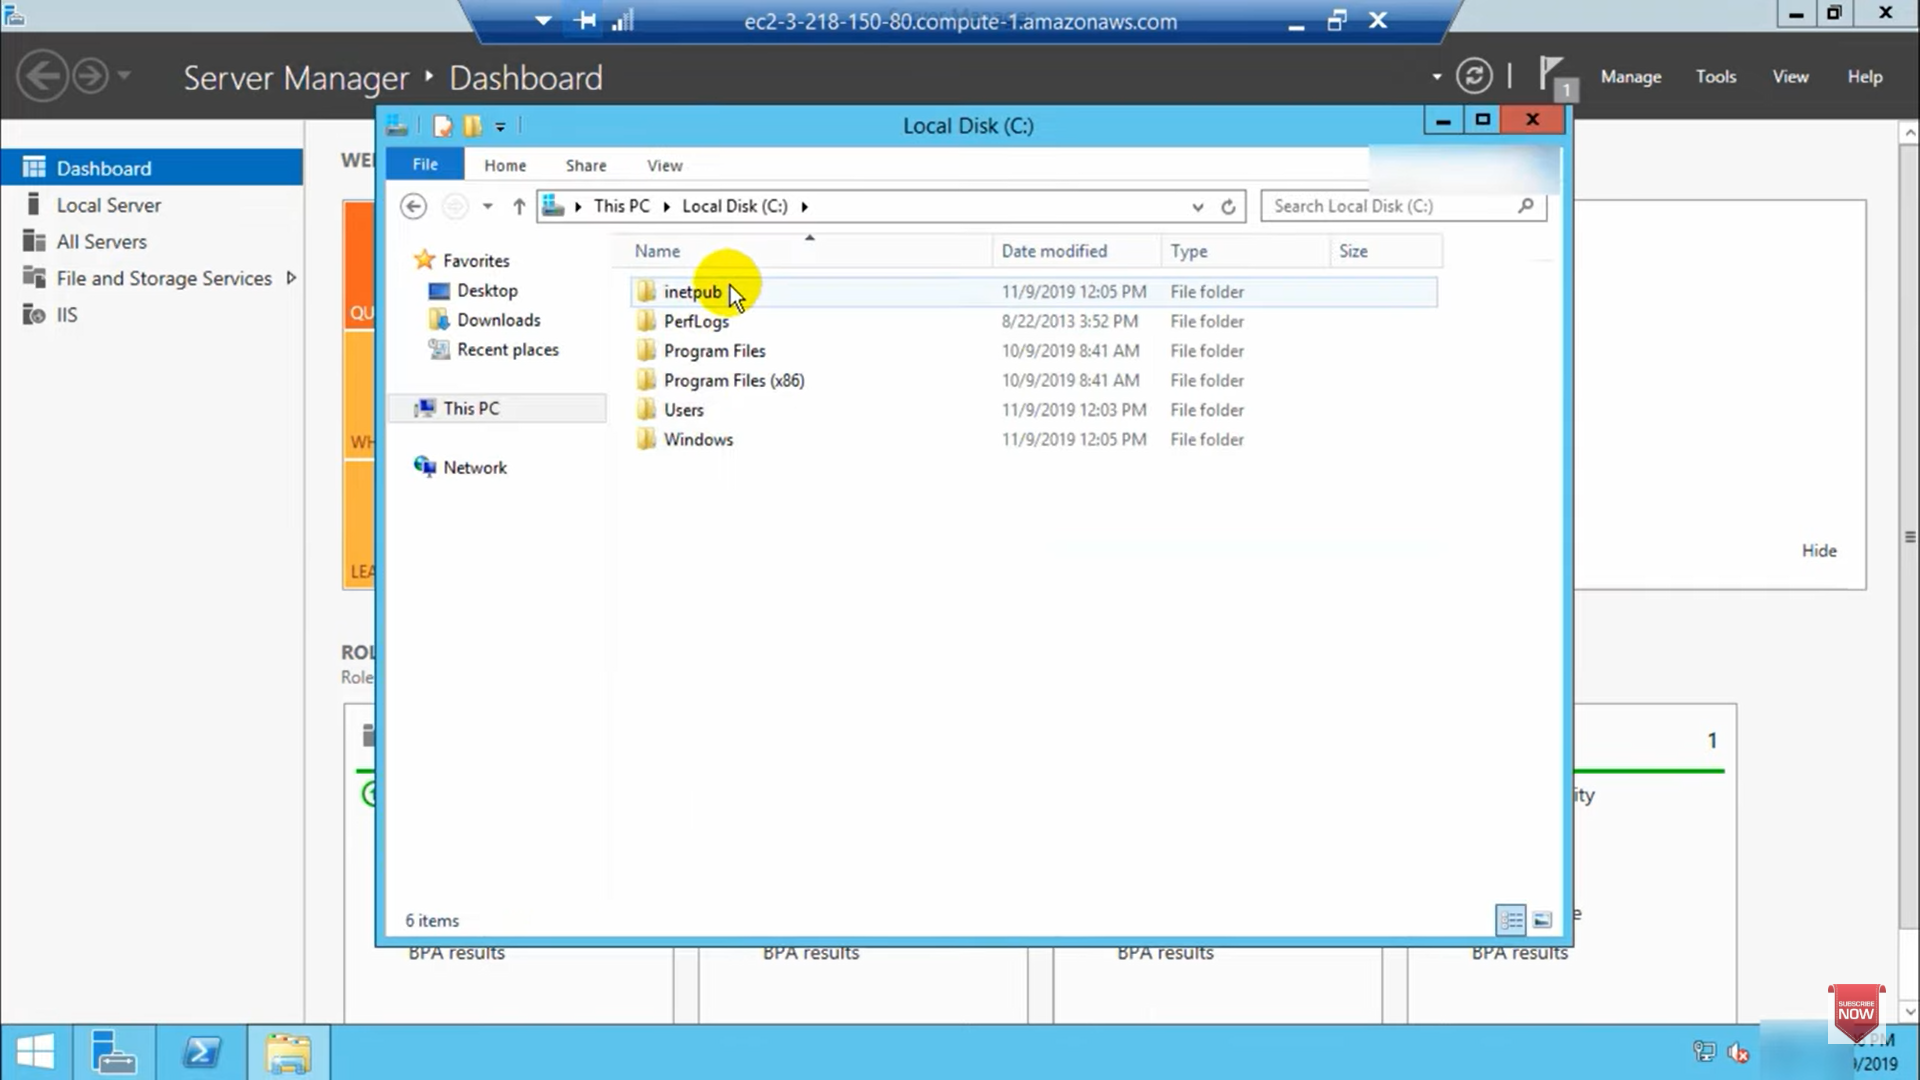 ec2-3-218-150-80.compute-1.amazonaws.com
Server Manager Dashboard
1
Manage Tools View Help
Local Disk (C:)
Dashboard
Local Server
All Servers
File and Storage Services
IIS
WEL
QU
WH
LEA
Hide
File Home Share View
This PC Local Disk (C:)
Search Local Disk (C:)
Favorites
Desktop
Downloads
Recent places
This PC
Network
Name Date modified Type Size
inetpub 11/9/2019 12:05 PM File folder
PerfLogs 8/22/2013 3:52 PM File folder
Program Files 10/9/2019 8:41 AM File folder
Program Files (x86) 10/9/2019 8:41 AM File folder
Users 11/9/2019 12:03 PM File folder
Windows 11/9/2019 12:05 PM File folder
6 items
ROL
Role
1
ity
e
BPA results BPA results BPA results BPA results
SUBSCRIBE
NOW
PM
/2019